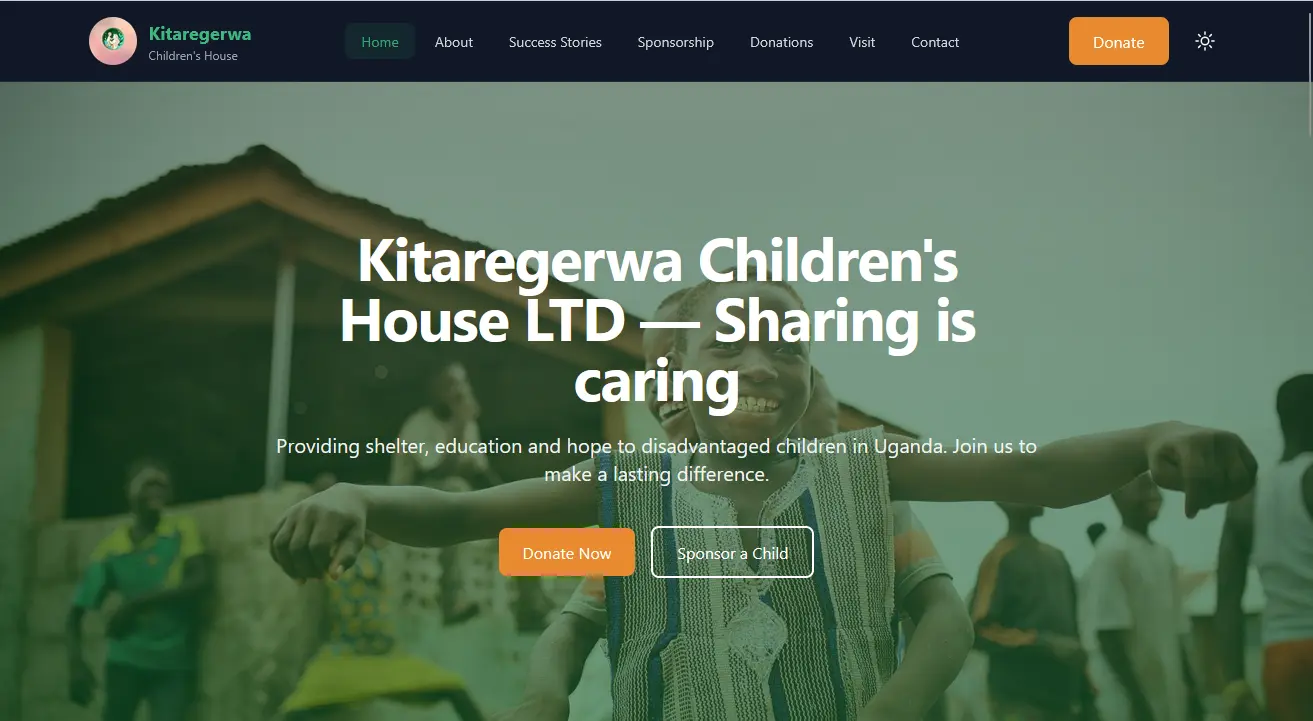 Kitaregerwa
Children's House
Home
About
Success Stories
Sponsorship
Donations
Visit
Contact
Donate
Kitaregerwa Children's
House LTD — Sharing is
caring
Providing shelter, education and hope to disadvantaged children in Uganda. Join us to
make a lasting difference.
Donate Now
Sponsor a Child